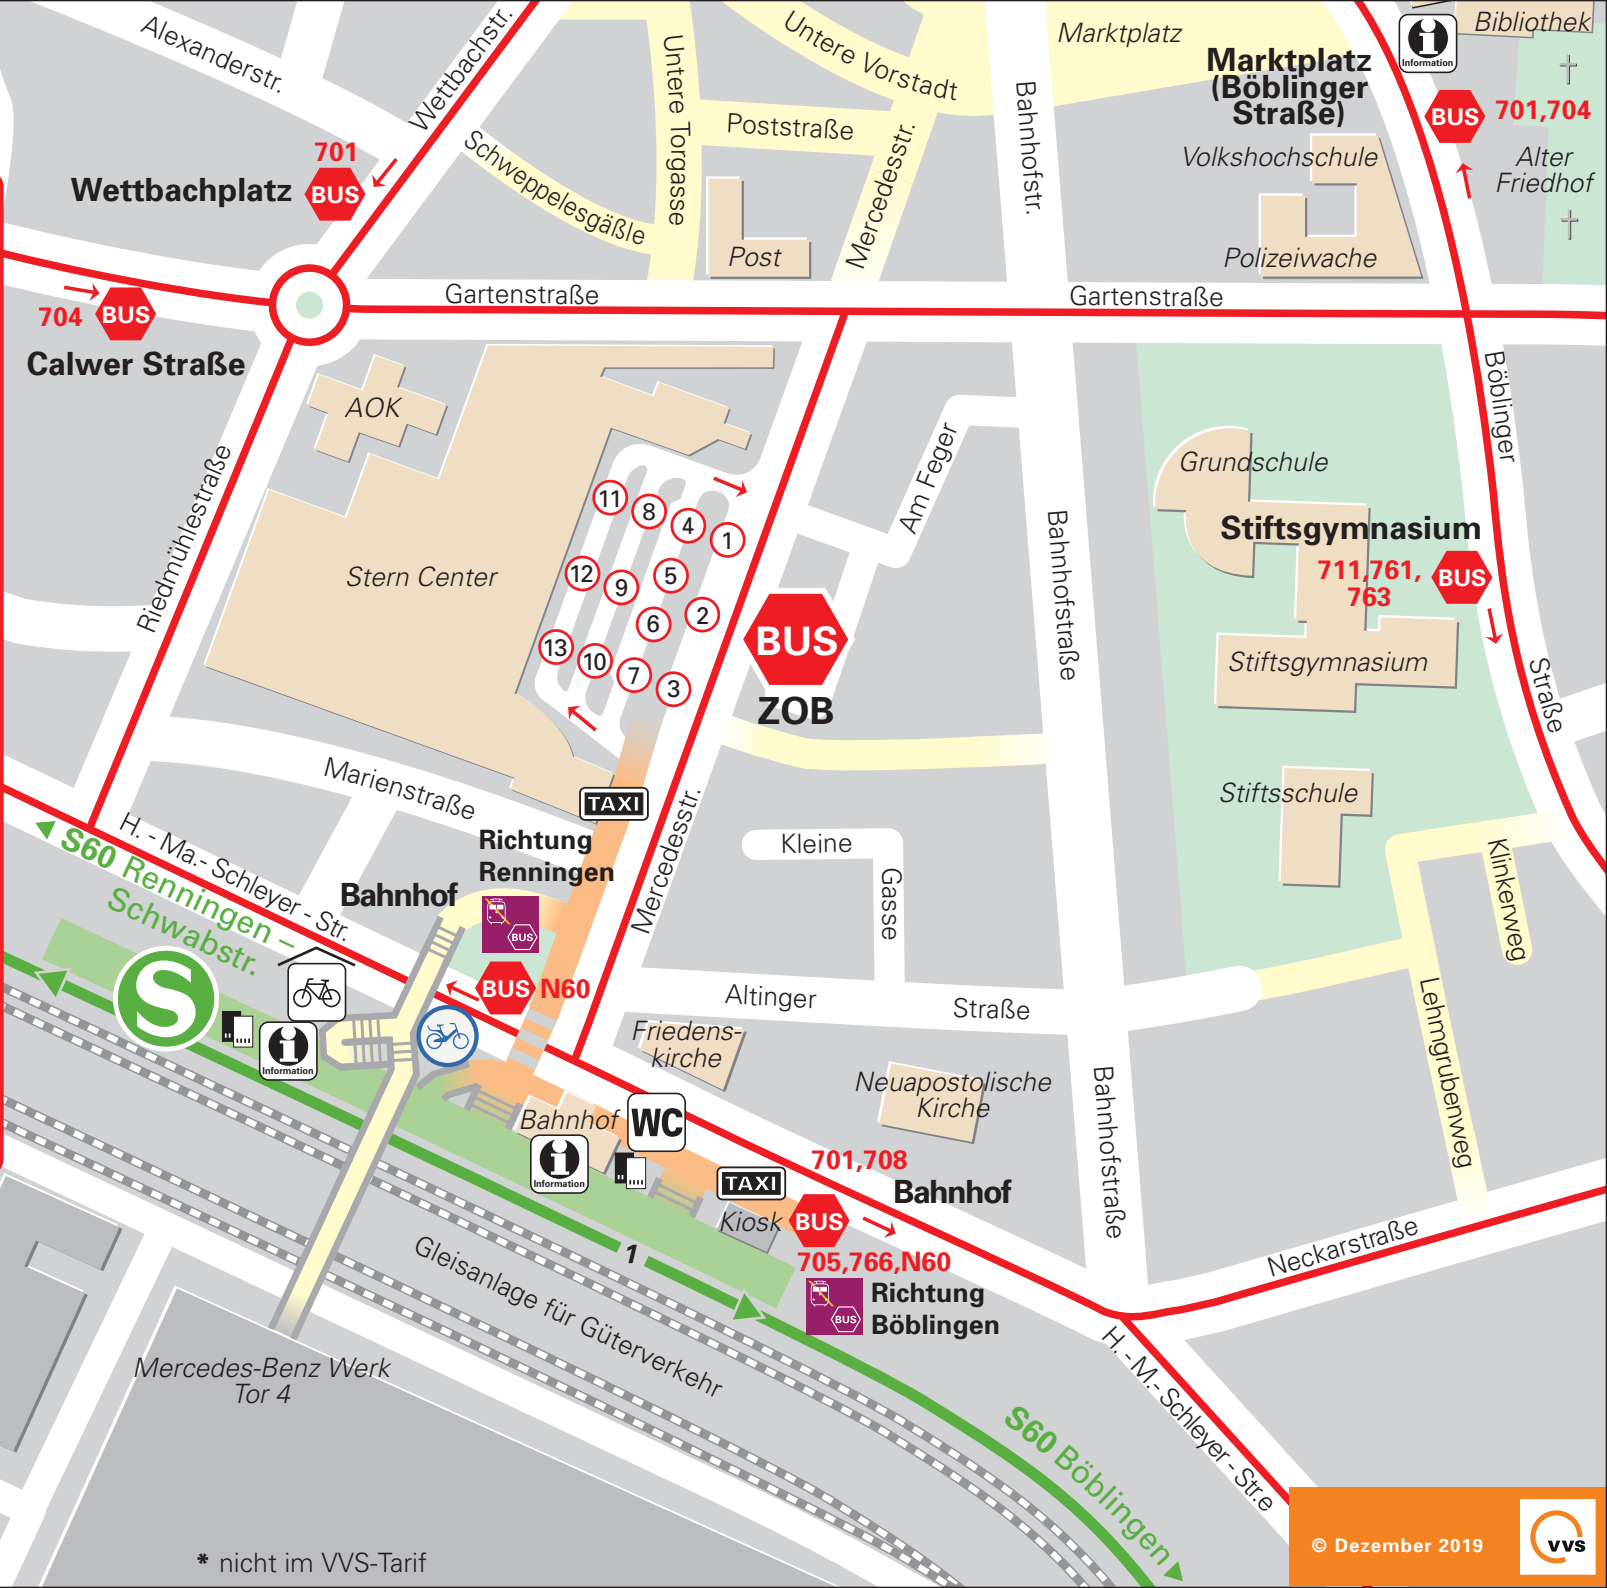 Alexanderstr.
Wettbachstr.
Untere Torgasse
Untere Vorstadt
Marktplatz
Bibliothek
i
Information
Marktplatz
(Böblinger
Straße)
BUS
701,704
Poststraße
Bahnhofstr.
Mercedesstr.
Schweppelesgäßle
701
Wettbachplatz
BUS
Volkshochschule
Alter
Friedhof
Post
Polizeiwache
Gartenstraße
Gartenstraße
704
BUS
Calwer Straße
AOK
Böblinger
Straße
Am Feger
Grundschule
Riedmühlestraße
Stern Center
11
8
4
1
12
9
5
2
6
13
10
7
3
BUS
ZOB
Bahnhofstraße
Stiftsgymnasium
711,761,
763
BUS
Stiftsgymnasium
Marienstraße
TAXI
Mercedesstr.
Stiftsschule
Kleine
Gasse
Klinkerweg
H. - Ma.- Schleyer - Str.
S60 Renningen –
Schwabstr.
Richtung
Renningen
Bahnhof
BUS
BUS
N60
S
i
Information
Altinger
Straße
Lehmgrubenweg
Friedens-
kirche
Neuapostolische
Kirche
Bahnhofstraße
Bahnhof
WC
i
Information
TAXI
Kiosk
701,708
Bahnhof
BUS
705,766,N60
BUS
Richtung
Böblingen
1
Gleisanlage für Güterverkehr
Neckarstraße
Mercedes-Benz Werk
Tor 4
H. - M.- Schleyer - Str.e
S60 Böblingen
* nicht im VVS-Tarif
© Dezember 2019
vvs